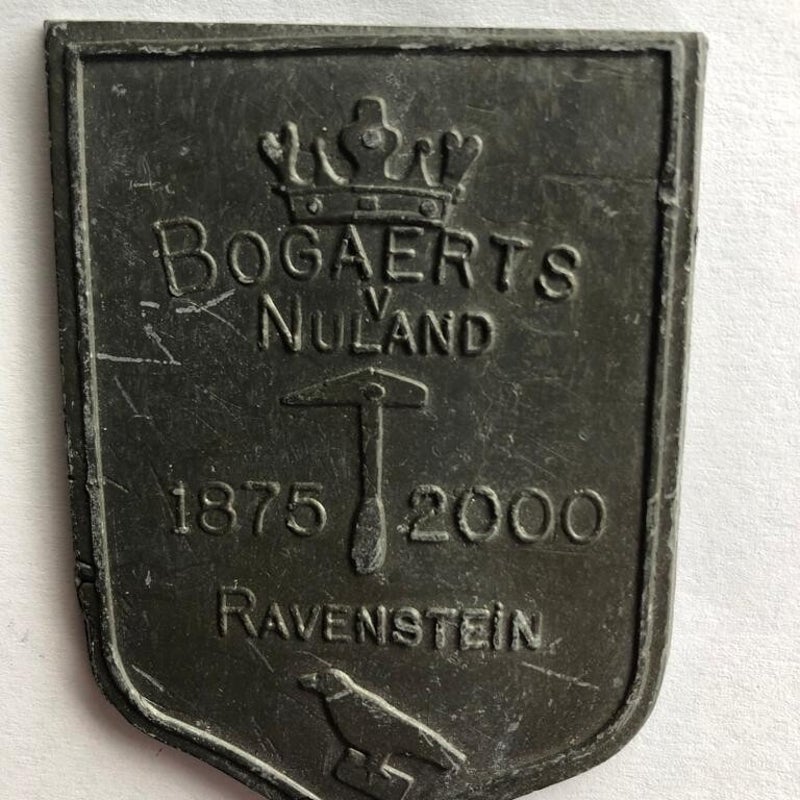 BOGAERTS
V
NULAND
1875 2000
RAVENSTEiN